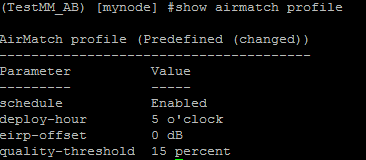 (TestMM_AB) [mynode] #show airmatch profile
AirMatch profile (Predefined (changed))
---------------------------------------
Parameter          Value
---------          -----
schedule           Enabled
deploy-hour        5 o'clock
eirp-offset        0 dB
quality-threshold  15 percent